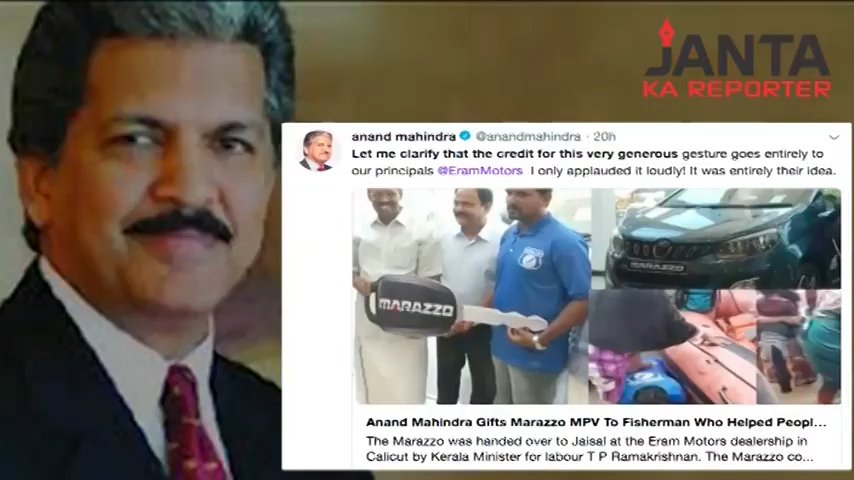 JANTA
KA REPORTER
anand mahindra @anandmahindra · 20h
Let me clarify that the credit for this very generous gesture goes entirely to
our principals @EramMotors I only applauded it loudly! It was entirely their idea.
MARAZZO
MARAZZO
Anand Mahindra Gifts Marazzo MPV To Fisherman Who Helped Peopl...
The Marazzo was handed over to Jaisal at the Eram Motors dealership in
Calicut by Kerala Minister for labour T P Ramakrishnan. The Marazzo co...